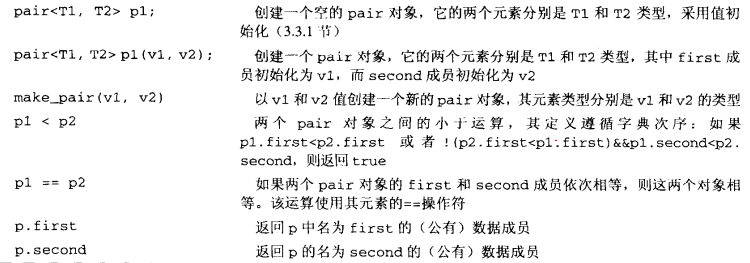 pair<T1, T2> p1; 创建一个空的 pair 对象，它的两个元素分别是 T1 和 T2 类型，采用值初
始化（3.3.1 节）
pair<T1, T2> p1(v1, v2); 创建一个 pair 对象，它的两个元素分别是 T1 和 T2 类型，其中 first 成
员初始化为 v1，而 second 成员初始化为 v2
make_pair(v1, v2) 以 v1 和 v2 值创建一个新的 pair 对象，其元素类型分别是 v1 和 v2 的类型
p1 < p2 两个 pair 对象之间的小于运算，其定义遵循字典次序：如果
p1.first<p2.first 或者 !(p2.first<p1.first)&&p1.second<p2.
second，则返回 true
p1 == p2 如果两个 pair 对象的 first 和 second 成员依次相等，则这两个对象相
等。该运算使用其元素的==操作符
p.first 返回 p 中名为 first 的（公有）数据成员
p.second 返回 p 的名为 second 的（公有）数据成员